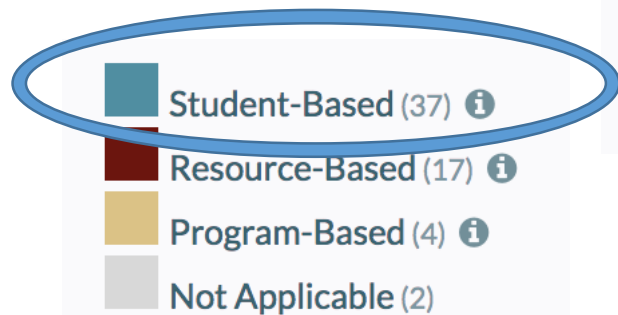 Student-Based (37) i
Resource-Based (17) i
Program-Based (4) i
Not Applicable (2)